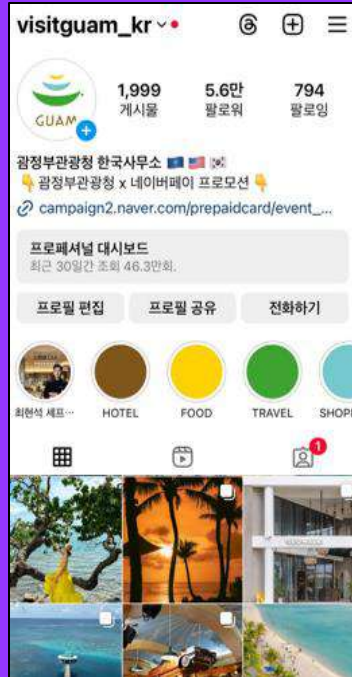 visitguam_kr
GUAM
1,999 5.6만 794
게시물 팔로워 팔로잉
괌정부관광청 한국사무소 🇬🇺 🇺🇸 🇰🇷
👇 괌정부관광청 x 네이버페이 프로모션 👇
campaign2.naver.com/prepaidcard/event_...
프로페셔널 대시보드
최근 30일간 조회 46.3만회.
프로필 편집 프로필 공유 전화하기
최현석 셰프... HOTEL FOOD TRAVEL SHOPI
1